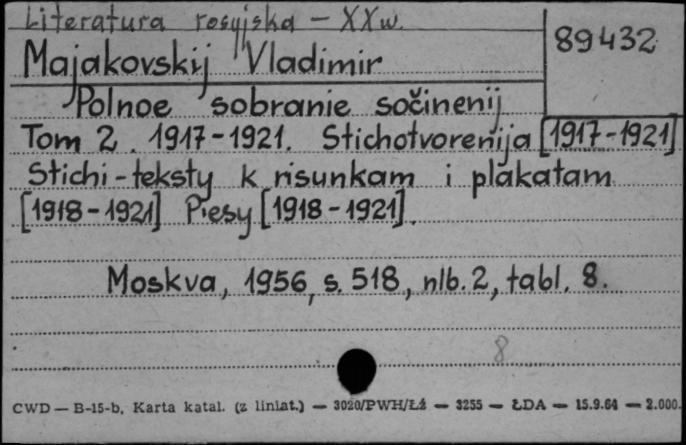 Literatura rosyjska - XX w.
89432
Majakovskij Vladimir
Polnoe sobranie sočinenij
Tom 2. 1917-1921. Stichotvorenija [1917-1921]
Stichi-teksty k risunkam i plakatam
[1918-1921] P'esy [1918-1921].
Moskva, 1956, s. 518, nlb. 2, tabl. 8.
8
CWD — B-15-b, Karta katal. (z liniat.) — 3020/PWH/Łź — 3255 — ŁDA — 15.9.64 — 2.000.